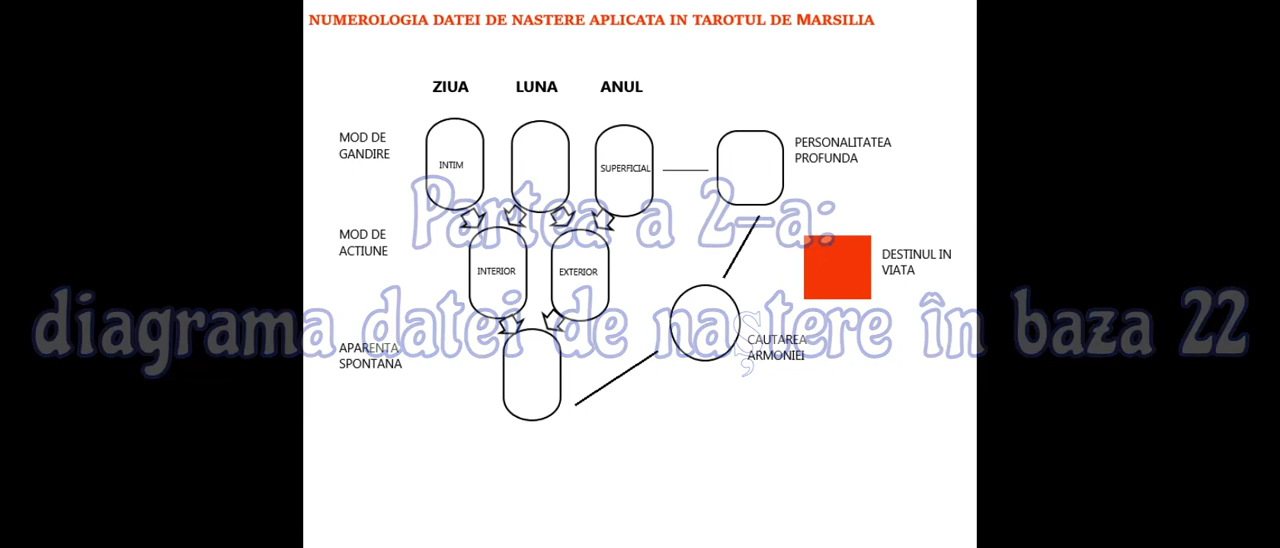 NUMEROLOGIA DATEI DE NASTERE APLICATA IN TAROTUL DE MARSILIA
ZIUA LUNA ANUL
MOD DE
GANDIRE
INTIM
SUPERFICIAL
PERSONALITATEA
PROFUNDA
Partea a 2-a:
MOD DE
ACTIUNE
INTERIOR
EXTERIOR
DESTINUL IN
VIATA
diagrama datei de naștere în baza 22
APARENTA
SPONTANA
CAUTAREA
ARMONIEI